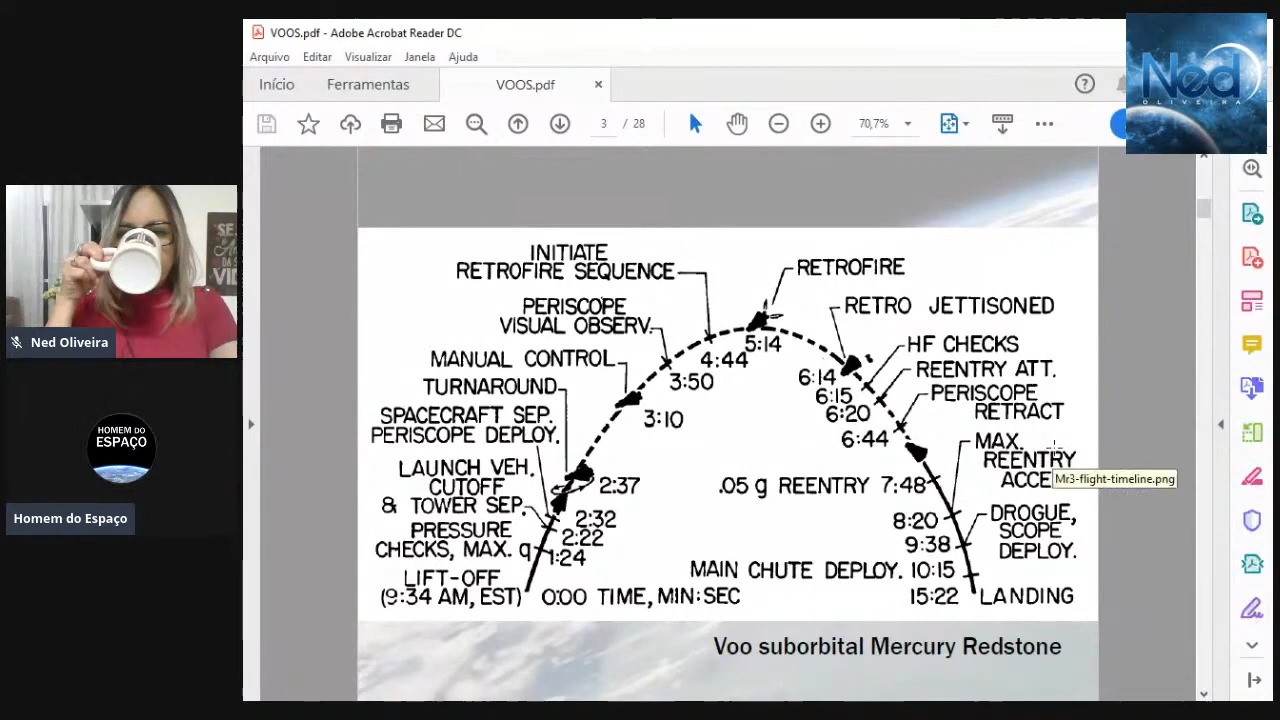 VOOS.pdf - Adobe Acrobat Reader DC
Arquivo Editar Visualizar Janela Ajuda
Início Ferramentas VOOS.pdf
3 / 28 70,7%
Ned
OLIVEIRA
INITIATE
RETROFIRE SEQUENCE
RETROFIRE
PERISCOPE
VISUAL OBSERV.
RETRO JETTISONED
MANUAL CONTROL
HF CHECKS
TURNAROUND
REENTRY ATT.
SPACECRAFT SEP.
PERISCOPE DEPLOY.
PERISCOPE
RETRACT
LAUNCH VEH.
CUTOFF
& TOWER SEP.
MAX.
REENTRY
ACCE
PRESSURE
CHECKS, MAX. q
DROGUE,
SCOPE
DEPLOY.
LIFT-OFF
(9:34 AM, EST)
0:00 TIME, MIN:SEC
1:24
2:22
2:32
2:37
3:10
3:50
4:44
5:14
6:14
6:15
6:20
6:44
.05 g REENTRY 7:48
8:20
9:38
MAIN CHUTE DEPLOY. 10:15
15:22 LANDING
Mr3-flight-timeline.png
Voo suborbital Mercury Redstone
SE
VID
Ned Oliveira
HOMEM DO
ESPAÇO
Homem do Espaço